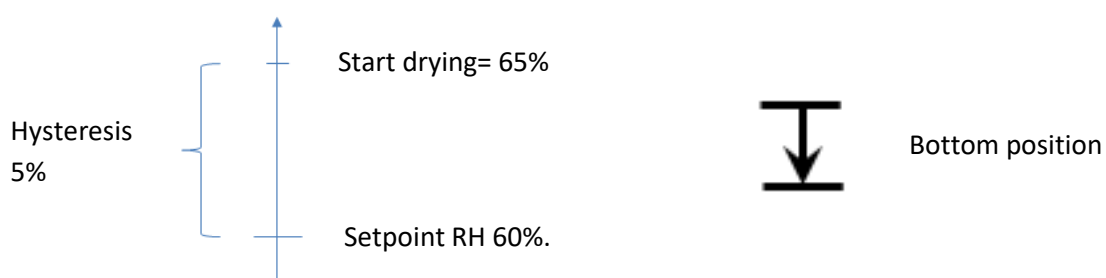 Start drying= 65%
Hysteresis
5%
Bottom position
Setpoint RH 60%.